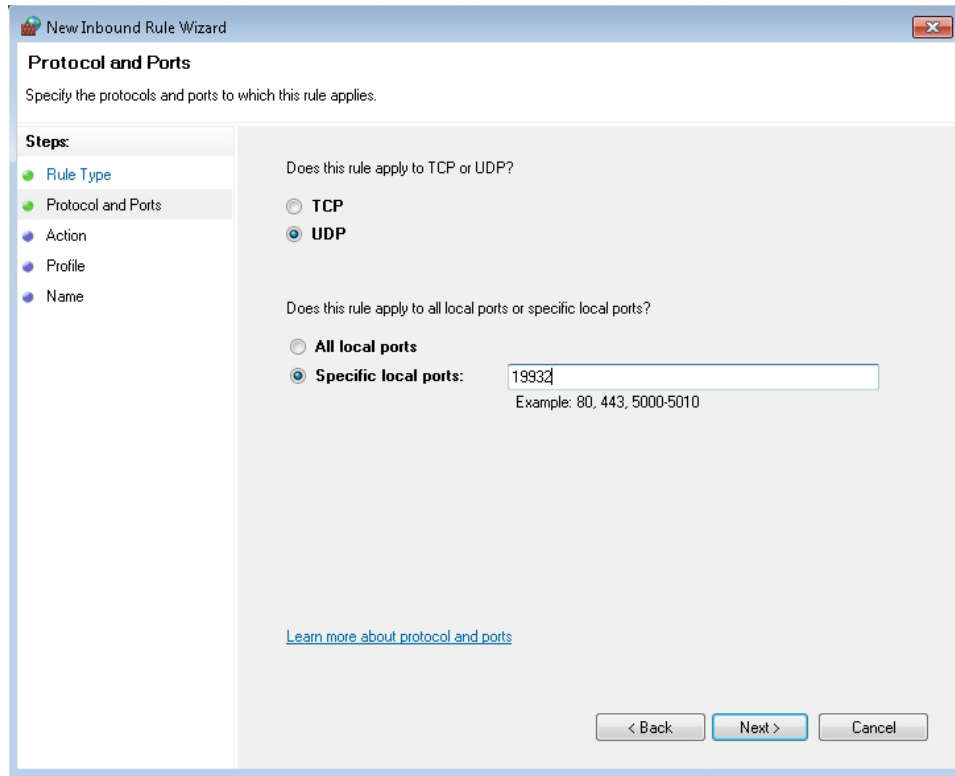 New Inbound Rule Wizard
Protocol and Ports
Specify the protocols and ports to which this rule applies.
Steps:
Rule Type
Protocol and Ports
Action
Profile
Name
Does this rule apply to TCP or UDP?
TCP
UDP
Does this rule apply to all local ports or specific local ports?
All local ports
Specific local ports: 19932
Example: 80, 443, 5000-5010
Learn more about protocol and ports
< Back Next > Cancel